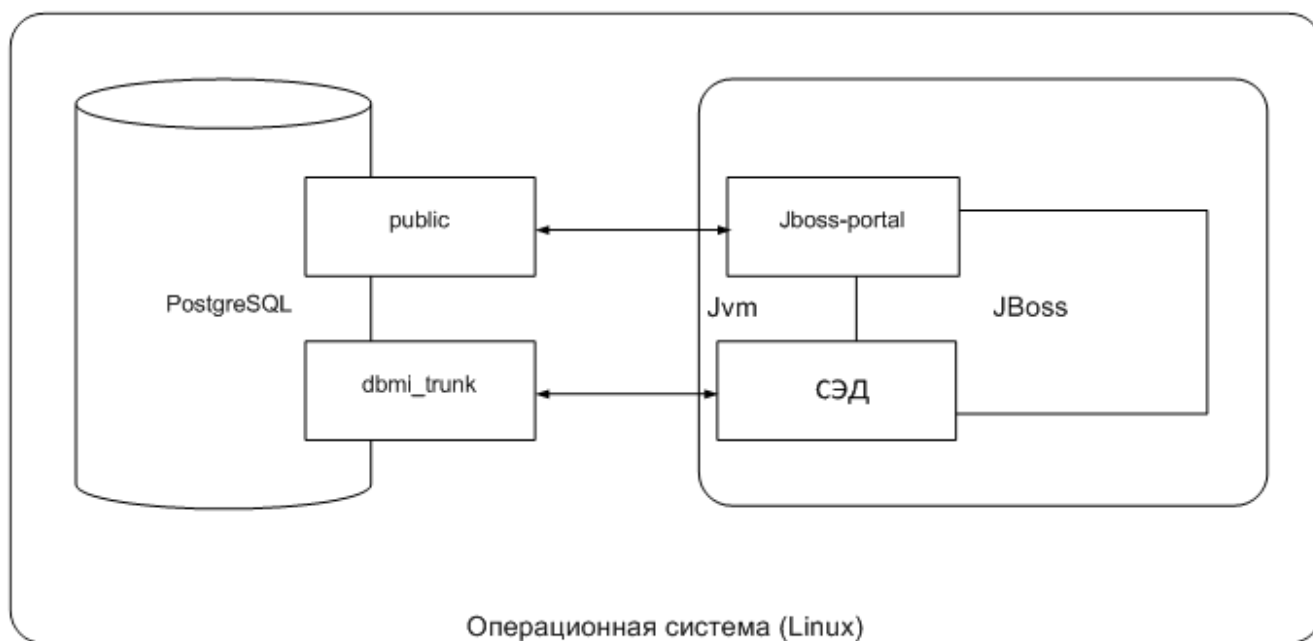 public
Jboss-portal
PostgreSQL
Jvm
JBoss
dbmi_trunk
СЭД
Операционная система (Linux)